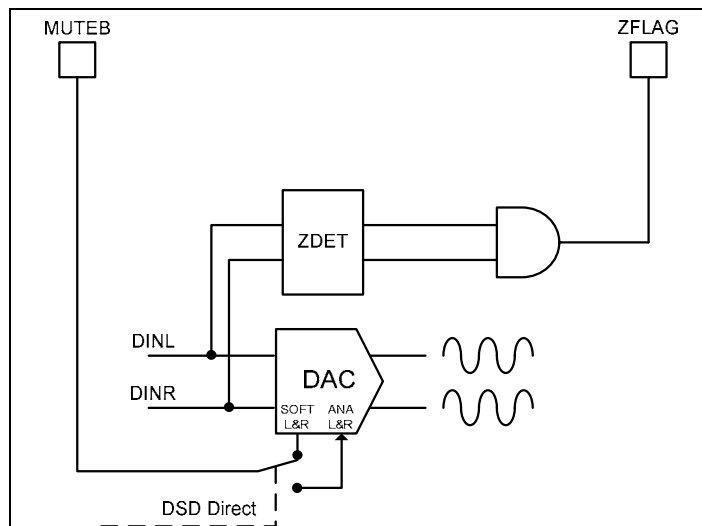 MUTEB
ZFLAG
ZDET
DINL
DAC
DINR
SOFT ANA
L&R L&R
DSD Direct